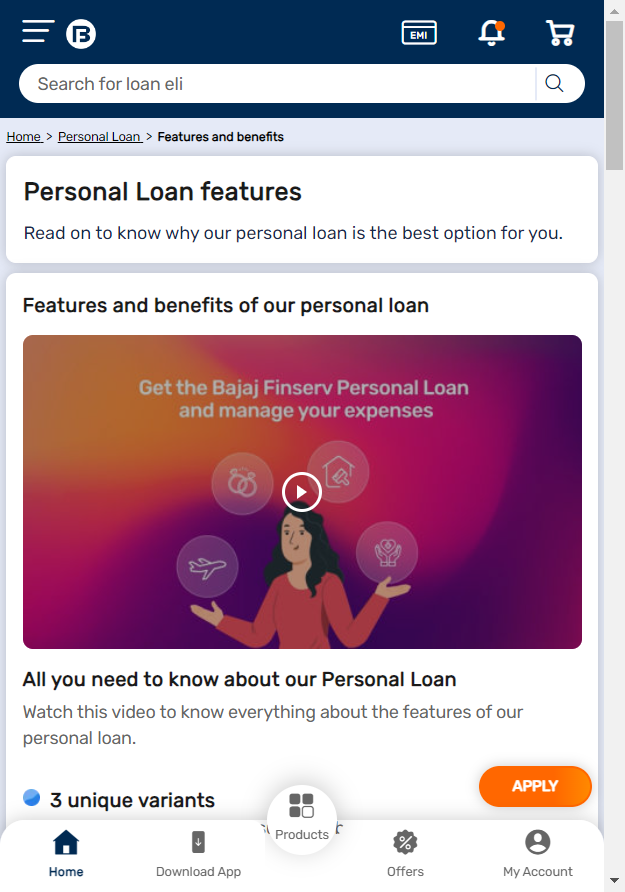 EMI
Search for loan eli
Home > Personal Loan > Features and benefits
Personal Loan features
Read on to know why our personal loan is the best option for you.
Features and benefits of our personal loan
Get the Bajaj Finserv Personal Loan
and manage your expenses
All you need to know about our Personal Loan
Watch this video to know everything about the features of our
personal loan.
APPLY
3 unique variants
Products
Home
Download App
Offers
My Account